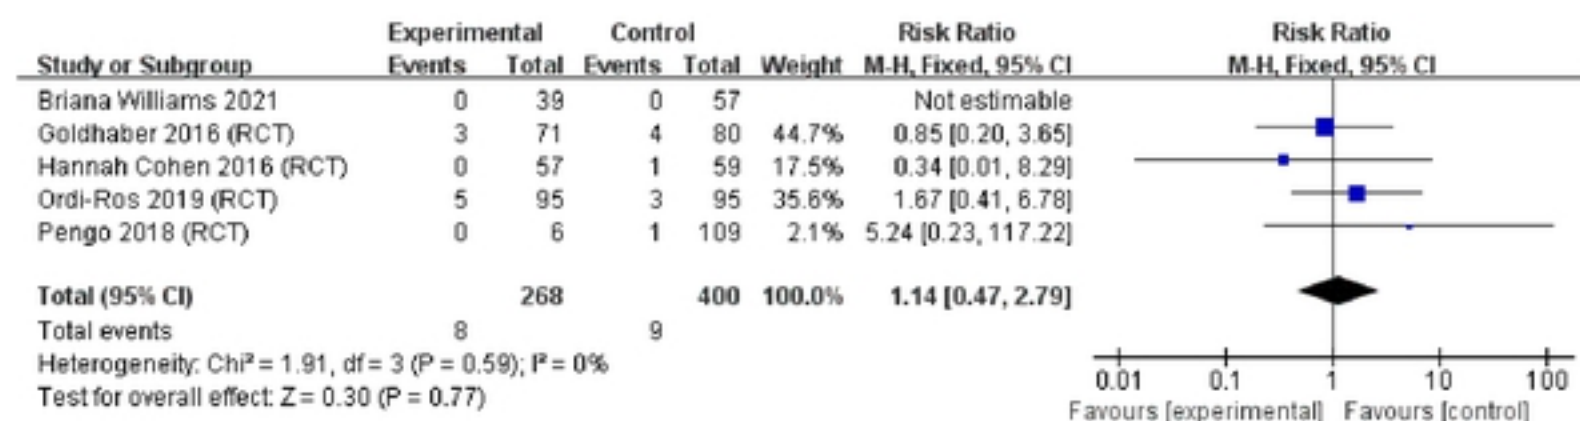 Experimental Control Risk Ratio Risk Ratio
Study or Subgroup Events Total Events Total Weight M-H, Fixed, 95% CI M-H, Fixed, 95% CI
Briana Williams 2021 0 39 0 57 Not estimable
Goldhaber 2016 (RCT) 3 71 4 80 44.7% 0.85 [0.20, 3.65]
Hannah Cohen 2016 (RCT) 0 57 1 59 17.5% 0.34 [0.01, 8.29]
Ordi-Ros 2019 (RCT) 5 95 3 95 35.6% 1.67 [0.41, 6.78]
Pengo 2018 (RCT) 0 6 1 109 2.1% 5.24 [0.23, 117.22]
Total (95% CI) 268 400 100.0% 1.14 [0.47, 2.79]
Total events 8 9
Heterogeneity: Chi² = 1.91, df = 3 (P = 0.59); I² = 0%
Test for overall effect: Z = 0.30 (P = 0.77)
0.01 0.1 1 10 100
Favours [experimental] Favours [control]